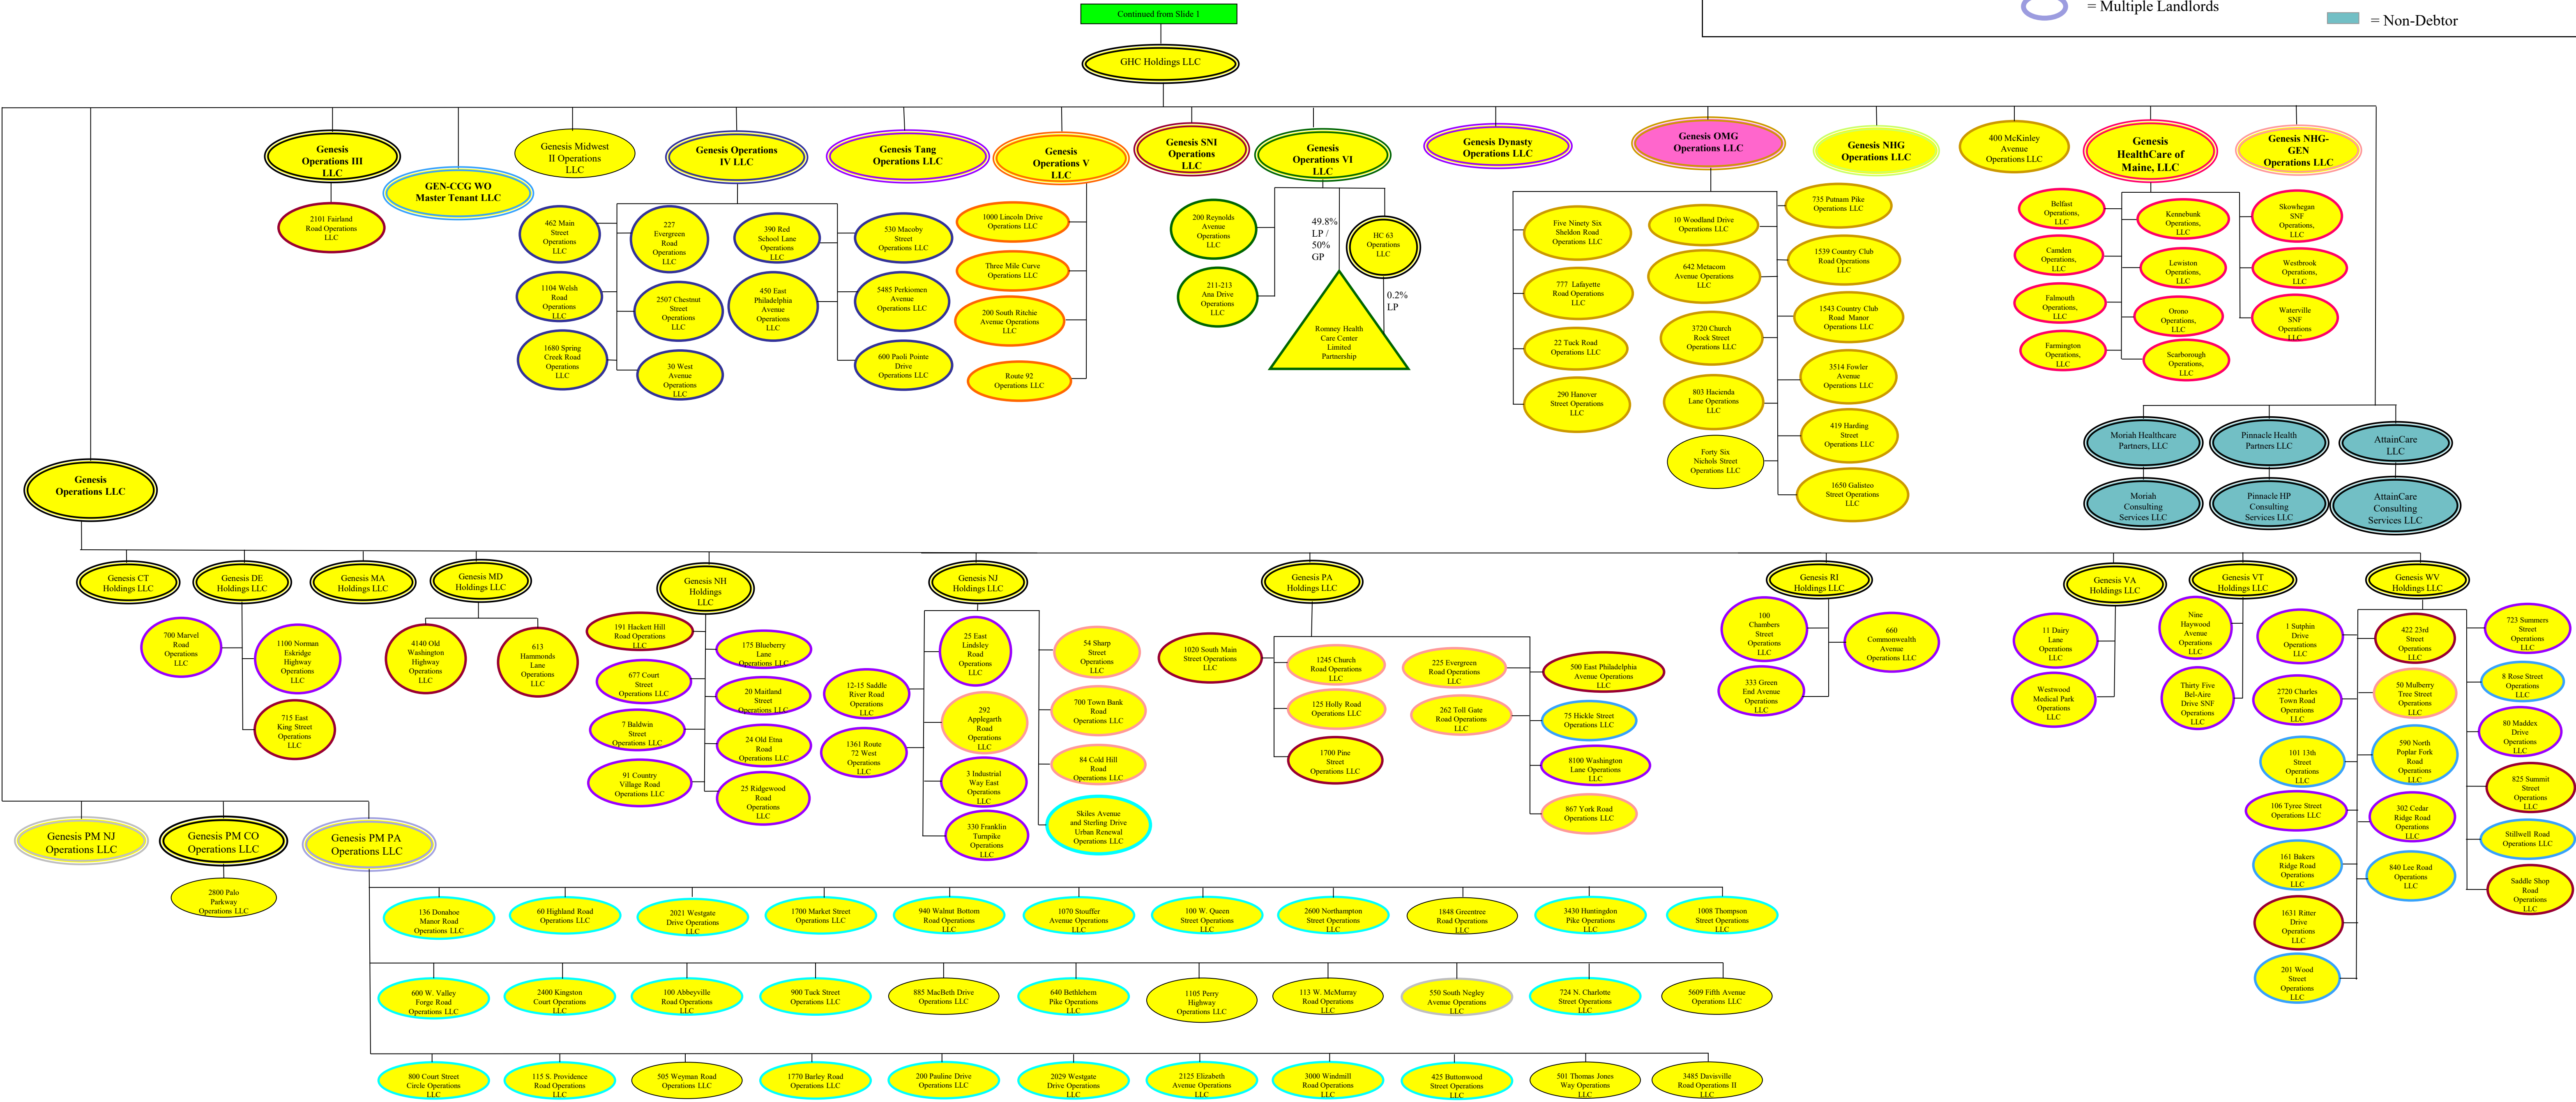 = Multiple Landlords
= Non-Debtor
Continued from Slide 1
GHC Holdings LLC
Genesis
Operations III
LLC
GEN-CCG WO
Master Tenant LLC
Genesis Midwest
II Operations
LLC
Genesis Operations
IV LLC
Genesis Tang
Operations LLC
Genesis
Operations V
LLC
Genesis SNI
Operations
LLC
Genesis
Operations VI
LLC
Genesis Dynasty
Operations LLC
Genesis OMG
Operations LLC
Genesis NHG
Operations LLC
400 McKinley
Avenue
Operations LLC
Genesis
HealthCare of
Maine, LLC
Genesis NHG-
GEN
Operations LLC
2101 Fairland
Road Operations
LLC
462 Main
Street
Operations
LLC
1104 Welsh
Road
Operations
LLC
1680 Spring
Creek Road
Operations
LLC
227
Evergreen
Road
Operations
LLC
2507 Chestnut
Street
Operations
LLC
30 West
Avenue
Operations
LLC
390 Red
School Lane
Operations
LLC
450 East
Philadelphia
Avenue
Operations
LLC
530 Macoby
Street
Operations LLC
5485 Perkiomen
Avenue
Operations LLC
600 Paoli Pointe
Drive
Operations LLC
1000 Lincoln Drive
Operations LLC
Three Mile Curve
Operations LLC
200 South Ritchie
Avenue Operations
LLC
Route 92
Operations LLC
200 Reynolds
Avenue
Operations
LLC
211-213
Ana Drive
Operations
LLC
49.8%
LP /
50%
GP
HC 63
Operations
LLC
0.2%
LP
Romney Health
Care Center
Limited
Partnership
Five Ninety Six
Sheldon Road
Operations LLC
777 Lafayette
Road Operations
LLC
22 Tuck Road
Operations LLC
290 Hanover
Street Operations
LLC
10 Woodland Drive
Operations LLC
642 Metacom
Avenue Operations
LLC
3720 Church
Rock Street
Operations LLC
803 Hacienda
Lane Operations
LLC
Forty Six
Nichols Street
Operations LLC
735 Putnam Pike
Operations LLC
1539 Country Club
Road Operations
LLC
1543 Country Club
Road Manor
Operations LLC
3514 Fowler
Avenue
Operations LLC
419 Harding
Street
Operations LLC
1650 Galisteo
Street Operations
LLC
Belfast
Operations,
LLC
Camden
Operations,
LLC
Falmouth
Operations,
LLC
Farmington
Operations,
LLC
Kennebunk
Operations,
LLC
Lewiston
Operations,
LLC
Orono
Operations,
LLC
Scarborough
Operations,
LLC
Skowhegan
SNF
Operations,
LLC
Westbrook
Operations,
LLC
Waterville
SNF
Operations
LLC
Moriah Healthcare
Partners, LLC
Pinnacle Health
Partners LLC
AttainCare
LLC
Moriah
Consulting
Services LLC
Pinnacle HP
Consulting
Services LLC
AttainCare
Consulting
Services LLC
Genesis
Operations LLC
Genesis CT
Holdings LLC
Genesis DE
Holdings LLC
Genesis MA
Holdings LLC
Genesis MD
Holdings LLC
Genesis NH
Holdings
LLC
Genesis NJ
Holdings LLC
Genesis PA
Holdings LLC
Genesis RI
Holdings LLC
Genesis VA
Holdings LLC
Genesis VT
Holdings LLC
Genesis WV
Holdings LLC
700 Marvel
Road
Operations
LLC
1100 Norman
Eskridge
Highway
Operations
LLC
715 East
King Street
Operations
LLC
4140 Old
Washington
Highway
Operations
LLC
613
Hammonds
Lane
Operations
LLC
191 Hackett Hill
Road Operations
LLC
677 Court
Street
Operations LLC
7 Baldwin
Street
Operations LLC
91 Country
Village Road
Operations LLC
175 Blueberry
Lane
Operations LLC
20 Maitland
Street
Operations LLC
24 Old Etna
Road
Operations LLC
25 Ridgewood
Road
Operations
LLC
12-15 Saddle
River Road
Operations
LLC
1361 Route
72 West
Operations
LLC
25 East
Lindsley
Road
Operations
LLC
292
Applegarth
Road
Operations
LLC
3 Industrial
Way East
Operations
LLC
330 Franklin
Turnpike
Operations
LLC
54 Sharp
Street
Operations
LLC
700 Town Bank
Road
Operations LLC
84 Cold Hill
Road
Operations LLC
Skiles Avenue
and Sterling Drive
Urban Renewal
Operations LLC
1020 South Main
Street Operations
LLC
1245 Church
Road Operations
LLC
125 Holly Road
Operations LLC
1700 Pine
Street
Operations LLC
225 Evergreen
Road Operations
LLC
262 Toll Gate
Road Operations
LLC
500 East Philadelphia
Avenue Operations
LLC
75 Hickle Street
Operations LLC
8100 Washington
Lane Operations
LLC
867 York Road
Operations LLC
100
Chambers
Street
Operations
LLC
333 Green
End Avenue
Operations
LLC
660
Commonwealth
Avenue
Operations LLC
11 Dairy
Lane
Operations
LLC
Westwood
Medical Park
Operations
LLC
Nine
Haywood
Avenue
Operations
LLC
Thirty Five
Bel-Aire
Drive SNF
Operations
LLC
1 Sutphin
Drive
Operations
LLC
2720 Charles
Town Road
Operations
LLC
101 13th
Street
Operations
LLC
106 Tyree Street
Operations
LLC
161 Bakers
Ridge Road
Operations
LLC
1631 Ritter
Drive
Operations
LLC
201 Wood
Street
Operations
LLC
422 23rd
Street
Operations
LLC
50 Mulberry
Tree Street
Operations
LLC
590 North
Poplar Fork
Road
Operations
LLC
302 Cedar
Ridge Road
Operations
LLC
840 Lee Road
Operations
LLC
723 Summers
Street
Operations
LLC
8 Rose Street
Operations
LLC
80 Maddex
Drive
Operations
LLC
825 Summit
Street
Operations
LLC
Stillwell Road
Operations LLC
Saddle Shop
Road
Operations
LLC
Genesis PM NJ
Operations LLC
Genesis PM CO
Operations LLC
Genesis PM PA
Operations LLC
2800 Palo
Parkway
Operations LLC
136 Donahoe
Manor Road
Operations LLC
60 Highland Road
Operations LLC
2021 Westgate
Drive Operations
LLC
1700 Market Street
Operations LLC
940 Walnut Bottom
Road Operations
LLC
1070 Stouffer
Avenue Operations
LLC
100 W. Queen
Street Operations
LLC
2600 Northampton
Street Operations
LLC
1848 Greentree
Road Operations
LLC
3430 Huntingdon
Pike Operations
LLC
1008 Thompson
Street Operations
LLC
600 W. Valley
Forge Road
Operations LLC
2400 Kingston
Court Operations
LLC
100 Abbeyville
Road Operations
LLC
900 Tuck Street
Operations LLC
885 MacBeth Drive
Operations LLC
640 Bethlehem
Pike Operations
LLC
1105 Perry
Highway
Operations LLC
113 W. McMurray
Road Operations
LLC
550 South Negley
Avenue Operations
LLC
724 N. Charlotte
Street Operations
LLC
5609 Fifth Avenue
Operations LLC
800 Court Street
Circle Operations
LLC
115 S. Providence
Road Operations
LLC
505 Weyman Road
Operations LLC
1770 Barley Road
Operations LLC
200 Pauline Drive
Operations LLC
2029 Westgate
Drive Operations
LLC
2125 Elizabeth
Avenue Operations
LLC
3000 Windmill
Road Operations
LLC
425 Buttonwood
Street Operations
LLC
501 Thomas Jones
Way Operations
LLC
3485 Davisville
Road Operations II
LLC